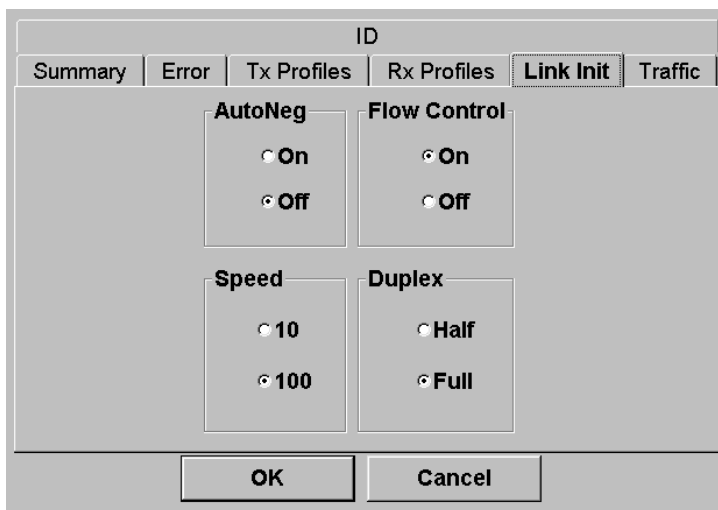 ID
Summary Error Tx Profiles Rx Profiles Link Init Traffic
AutoNeg Flow Control
On On
Off Off
Speed Duplex
10 Half
100 Full
OK Cancel